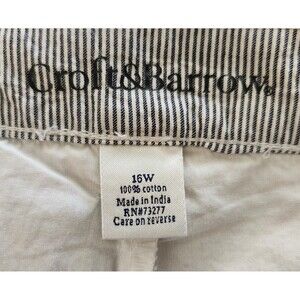 Croft&Barrow®
16W
100% cotton
Made in India
RN#73277
Care on reverse